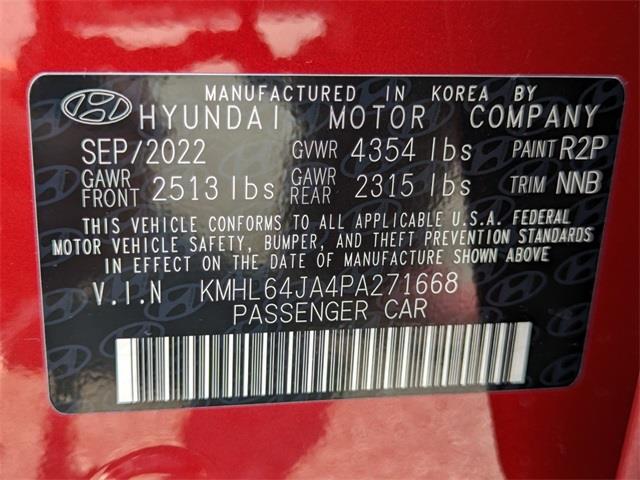 MANUFACTURED IN KOREA BY
HYUNDAI MOTOR COMPANY
SEP/2022 GVWR 4354 lbs PAINT R2P
GAWR FRONT 2513 lbs GAWR REAR 2315 lbs TRIM NNB
THIS VEHICLE CONFORMS TO ALL APPLICABLE U.S.A. FEDERAL
MOTOR VEHICLE SAFETY, BUMPER, AND THEFT PREVENTION STANDARDS
IN EFFECT ON THE DATE OF MANUFACTURE SHOWN ABOVE
V.I.N KMHL64JA4PA271668
PASSENGER CAR